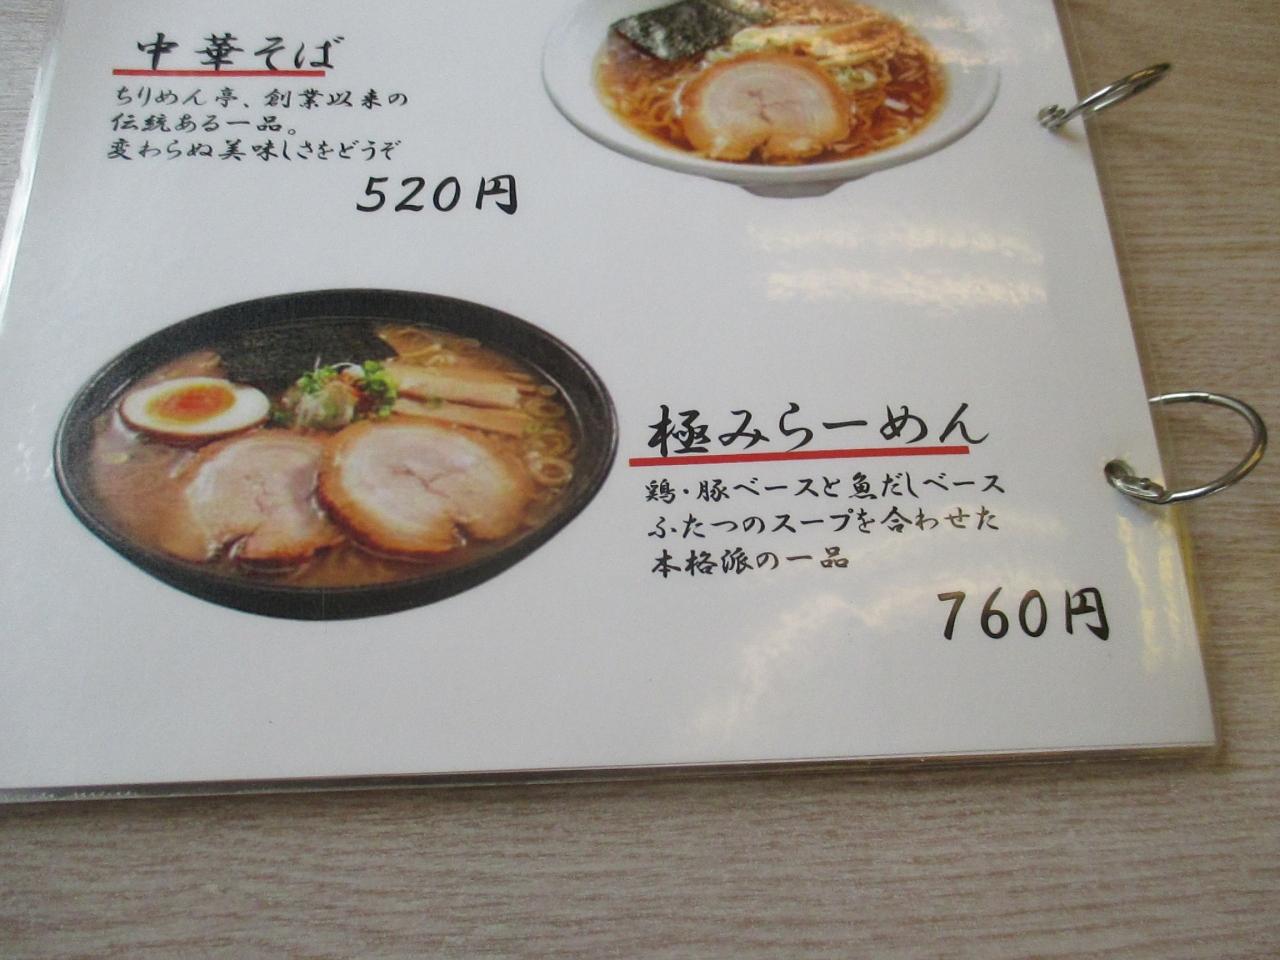 中華そば
ちりめん亭、創業以来の
伝統ある一品。
変わらぬ美味しさをどうぞ
520円
極みらーめん
鶏・豚ベースと魚だしベース
ふたつのスープを合わせた
本格派の一品
760円